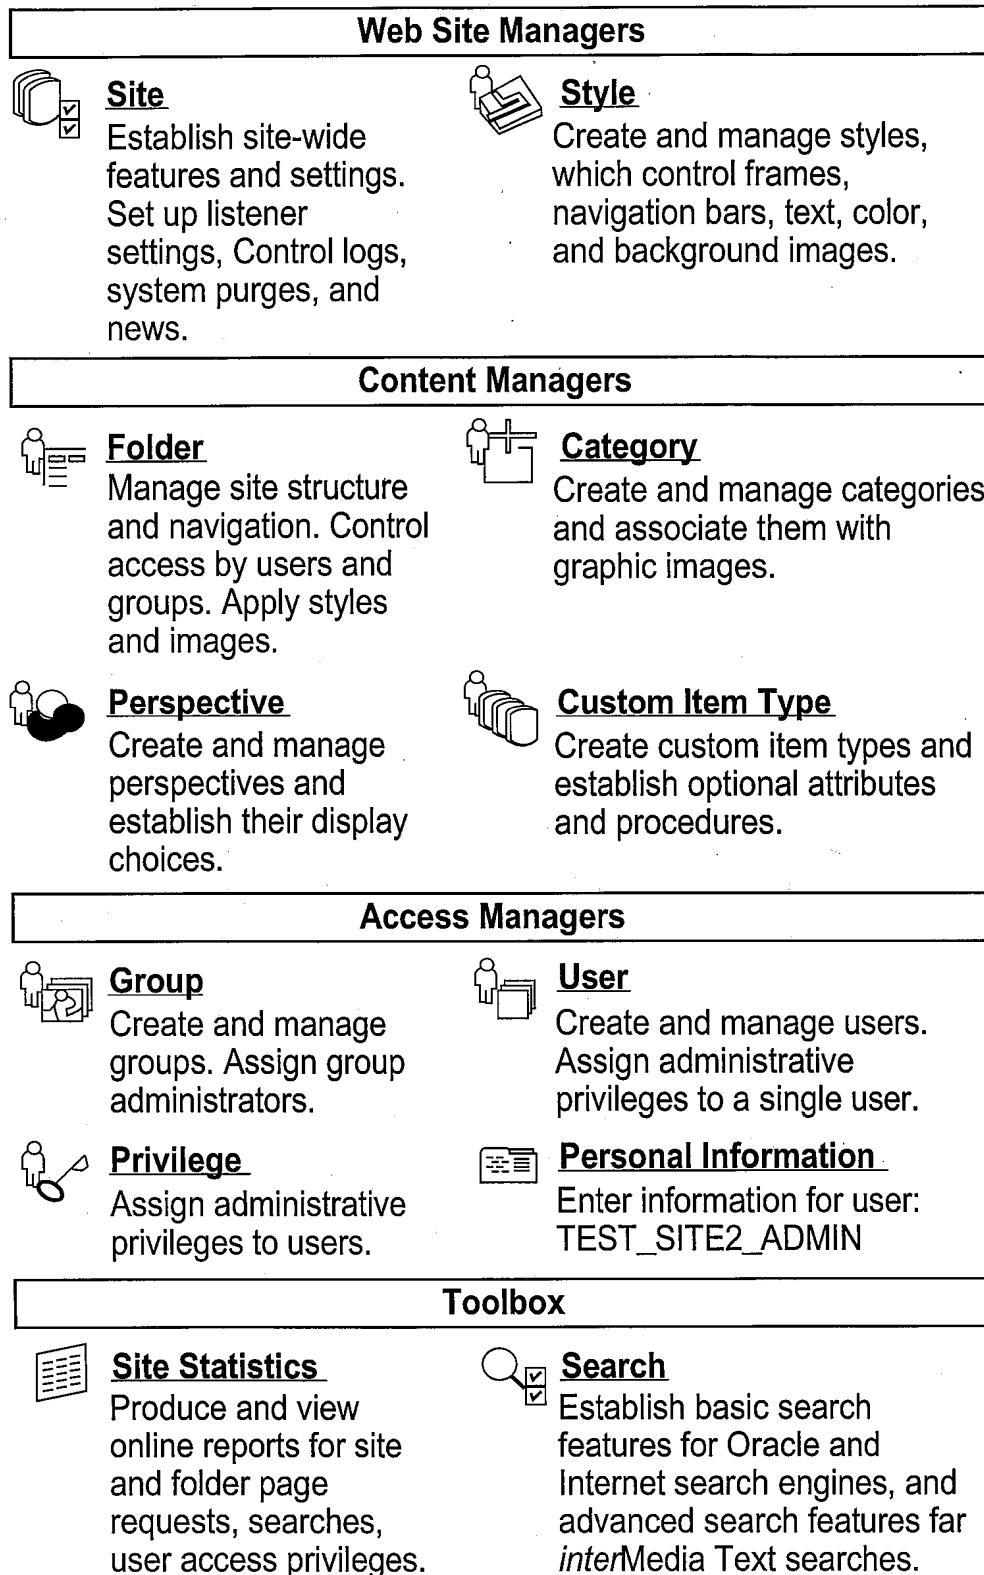 Web Site Managers
Site
Establish site-wide
features and settings.
Set up listener
settings, Control logs,
system purges, and
news.
Style
Create and manage styles,
which control frames,
navigation bars, text, color,
and background images.
Content Managers
Folder
Manage site structure
and navigation. Control
access by users and
groups. Apply styles
and images.
Category
Create and manage categories
and associate them with
graphic images.
Perspective
Create and manage
perspectives and
establish their display
choices.
Custom Item Type
Create custom item types and
establish optional attributes
and procedures.
Access Managers
Group
Create and manage
groups. Assign group
administrators.
User
Create and manage users.
Assign administrative
privileges to a single user.
Privilege
Assign administrative
privileges to users.
Personal Information
Enter information for user:
TEST_SITE2_ADMIN
Toolbox
Site Statistics
Produce and view
online reports for site
and folder page
requests, searches,
user access privileges.
Search
Establish basic search
features for Oracle and
Internet search engines, and
advanced search features far
interMedia Text searches.